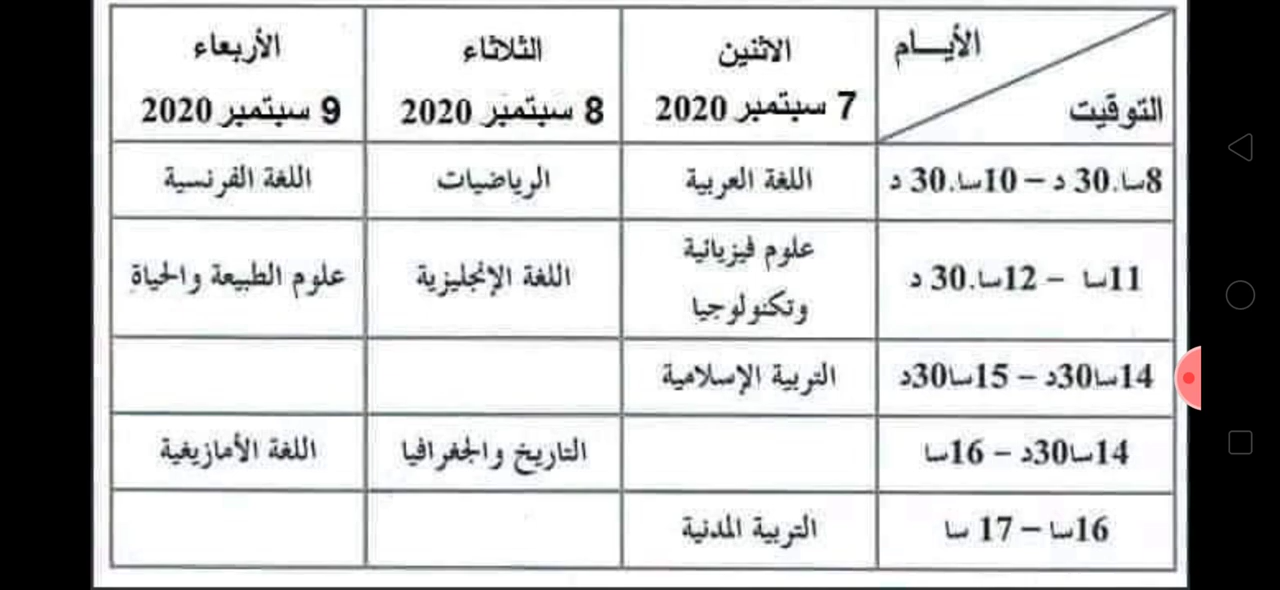 الأيـــام
التوقيت
الاثنين
7 سبتمبر 2020
الثلاثاء
8 سبتمبر 2020
الأربعاء
9 سبتمبر 2020
8سا.30 د – 10سا.30 د
اللغة العربية
الرياضيات
اللغة الفرنسية
11سا – 12سا.30 د
علوم فيزيائية
وتكنولوجيا
اللغة الإنجليزية
علوم الطبيعة والحياة
14سا30د – 15سا30د
التربية الإسلامية
14سا30د – 16سا
التاريخ والجغرافيا
اللغة الأمازيغية
16سا – 17 سا
التربية المدنية